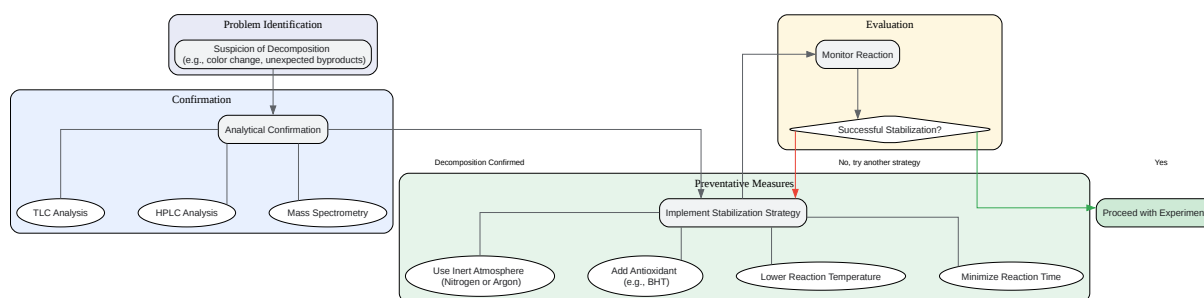 Problem Identification
Suspicion of Decomposition
(e.g., color change, unexpected byproducts)
Evaluation
Monitor Reaction
Successful Stabilization?
Confirmation
Analytical Confirmation
TLC Analysis
HPLC Analysis
Mass Spectrometry
Decomposition Confirmed
No, try another strategy
Yes
Preventative Measures
Implement Stabilization Strategy
Use Inert Atmosphere
(Nitrogen or Argon)
Add Antioxidant
(e.g., BHT)
Lower Reaction Temperature
Minimize Reaction Time
Proceed with Experiment